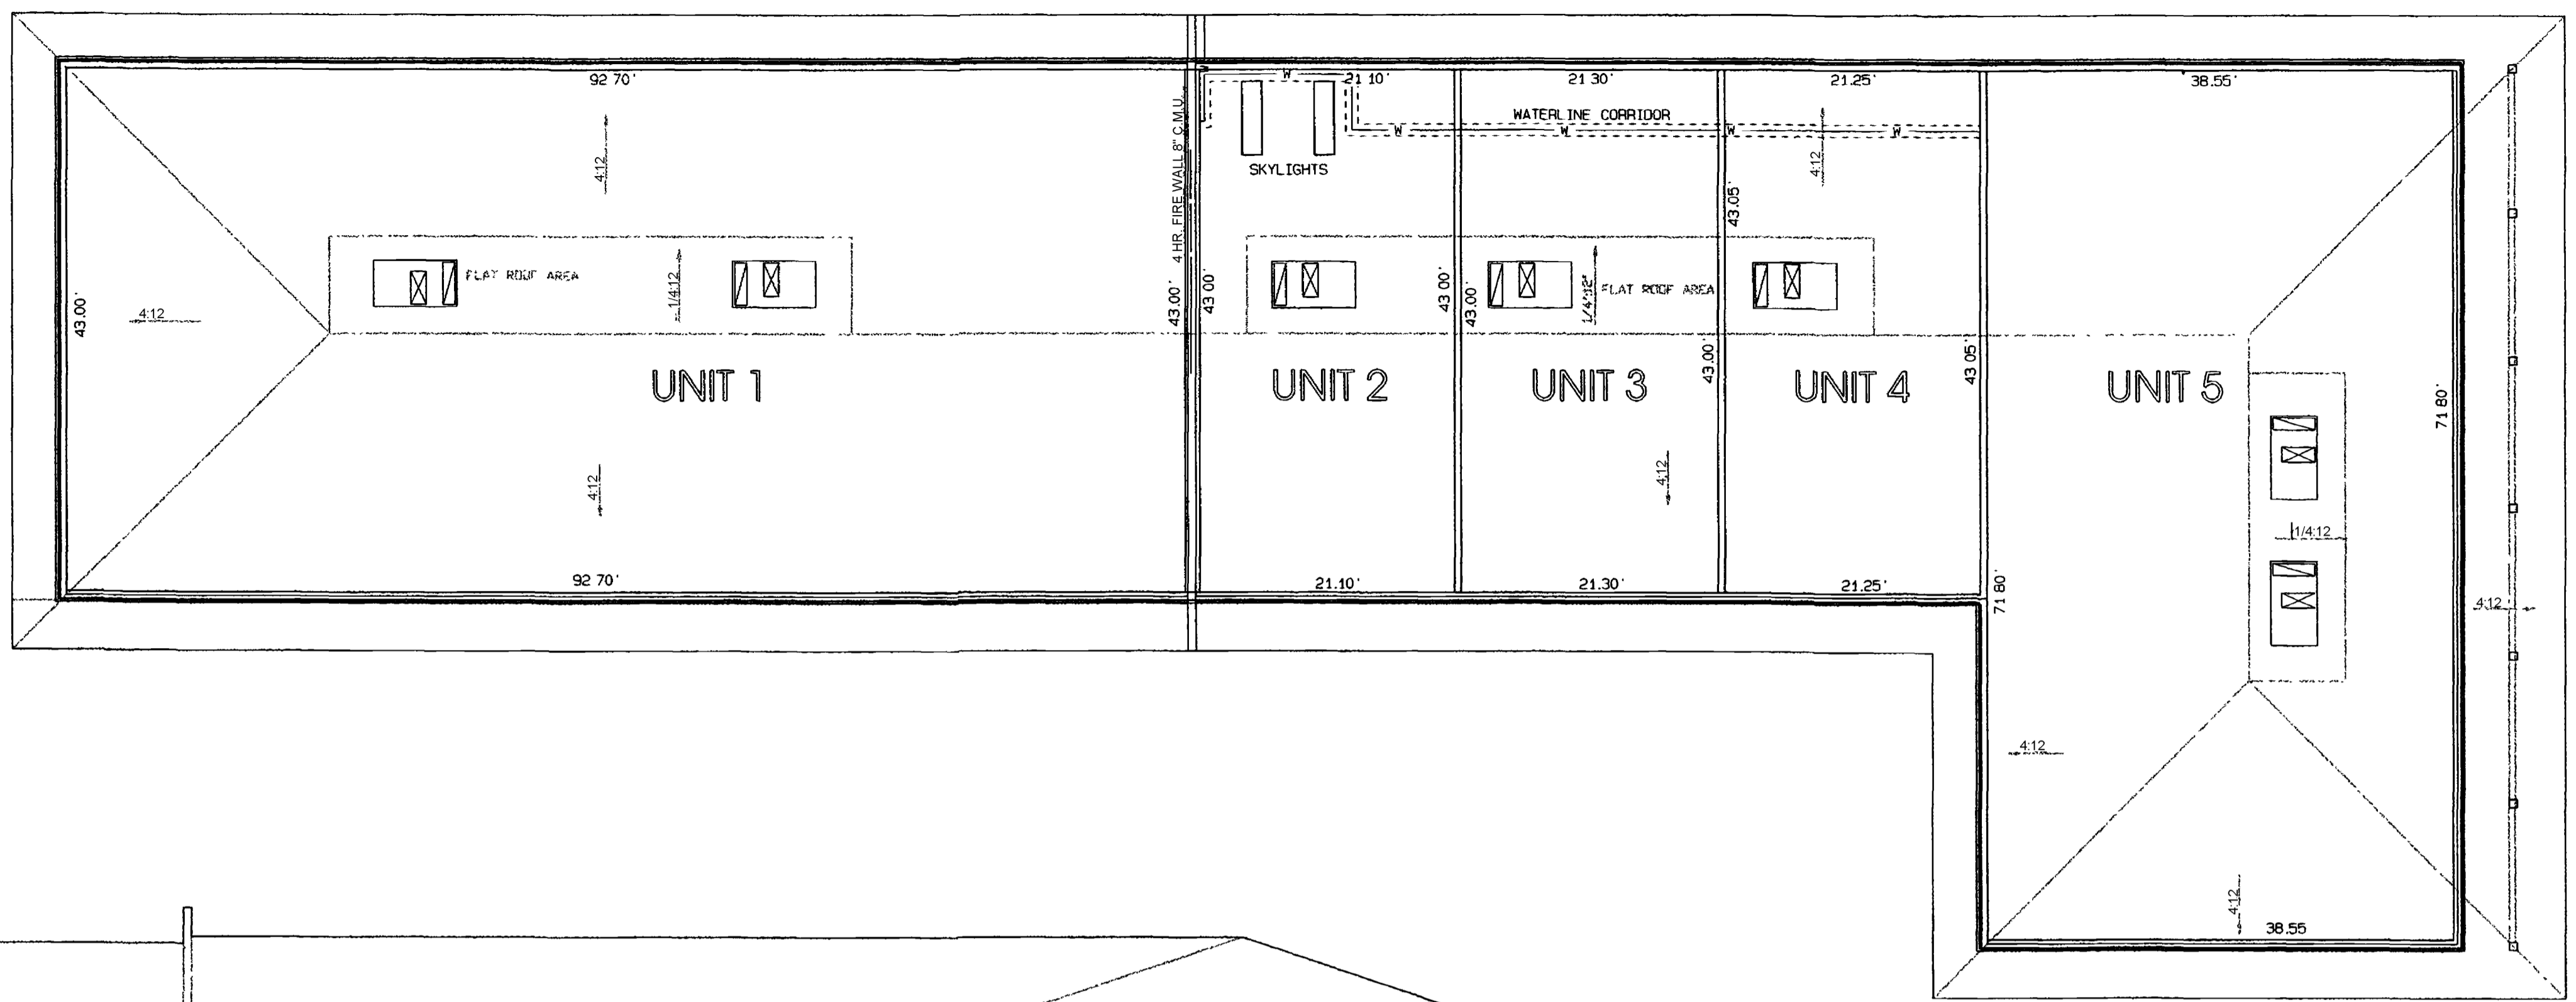 92 70'
W
21 10'
21 30'
21.25'
38.55'
WATERLINE CORRIDOR
W W W W
SKYLIGHTS
4:12
4:12
4 HR. FIRE WALL 8" C.M.U.
43.05'
FLAT ROOF AREA
1/4:12
1/4:12
FLAT ROOF AREA
43.00'
4:12
43.00'
43 00'
43 00'
43.00'
43.00'
43 05'
UNIT 1
UNIT 2
UNIT 3
UNIT 4
UNIT 5
71 80'
4:12
4:12
1/4:12
92 70'
21.10'
21.30'
21.25'
71 80'
4:12
4:12
4:12
38.55